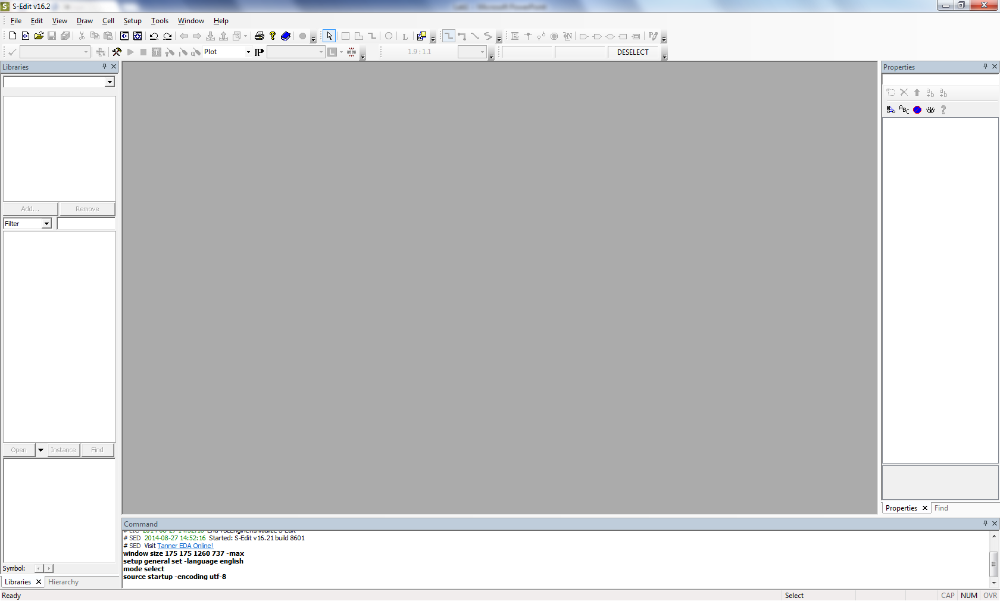 S-Edit v16.2
File Edit View Draw Cell Setup Tools Window Help
Plot
1.9 : 1.1
DESELECT
Libraries
Add...
Remove
Filter
Open
Instance
Find
Symbol:
Libraries
Hierarchy
Properties
Properties
Find
Command
# SED 2014-08-27 14:52:16 Started: S-Edit v16.21 build 8601
# SED Visit Tanner EDA Online!
window size 175 175 1260 737 -max
setup general set -language english
mode select
source startup -encoding utf-8
Ready
Select
CAP NUM OVR